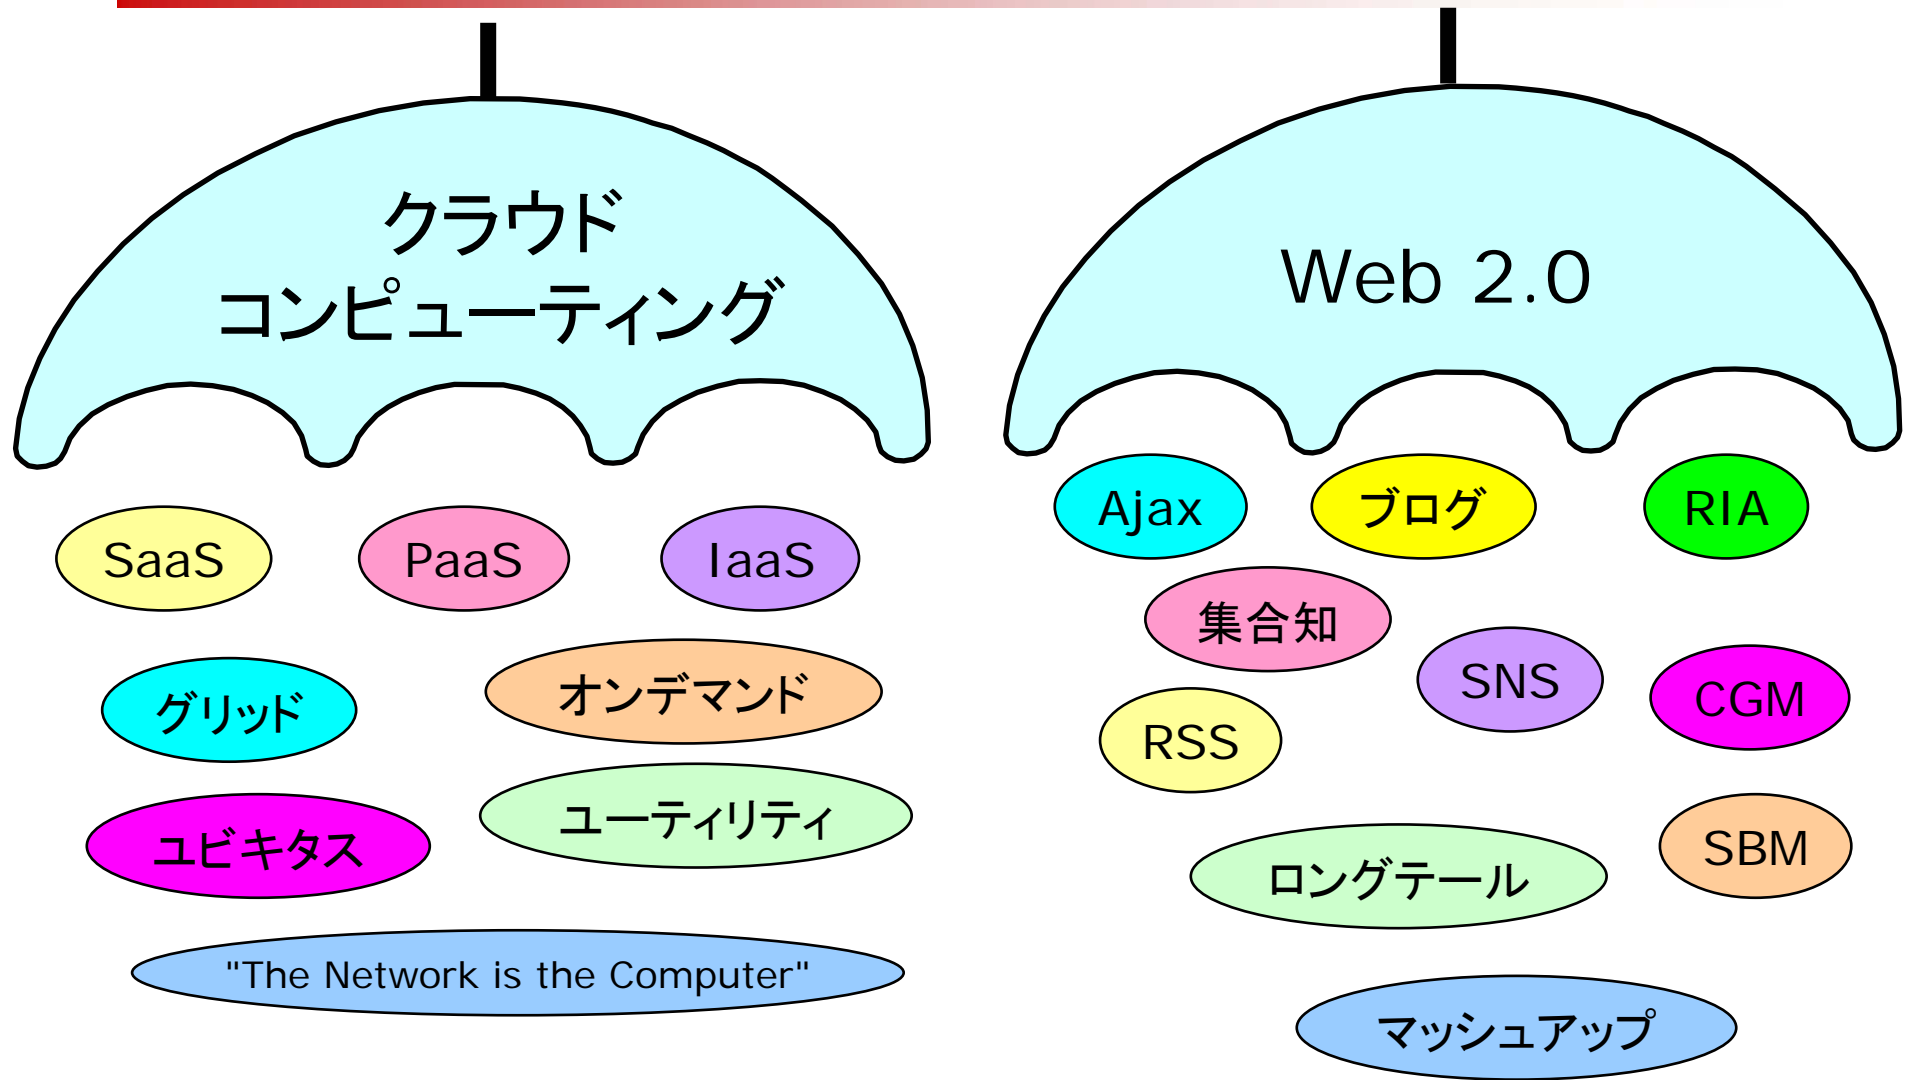 クラウド
コンピューティング
SaaS
PaaS
IaaS
グリッド
オンデマンド
ユビキタス
ユーティリティ
"The Network is the Computer"
Web 2.0
Ajax
ブログ
RIA
集合知
SNS
CGM
RSS
SBM
ロングテール
マッシュアップ